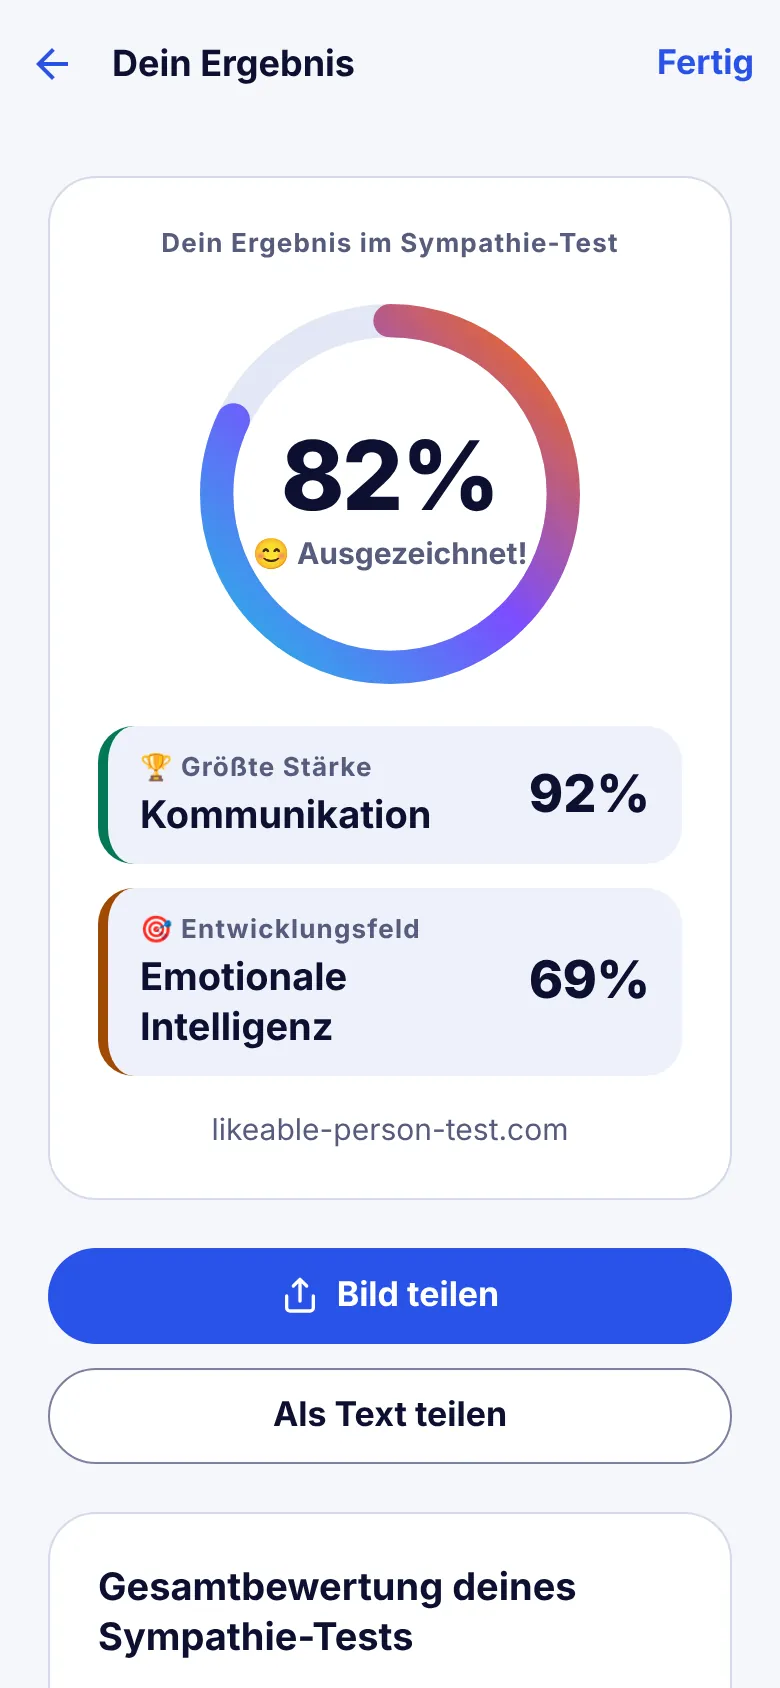 Dein Ergebnis
Fertig
Dein Ergebnis im Sympathie-Test
82%
😊 Ausgezeichnet!
🏆 Größte Stärke
Kommunikation
92%
🎯 Entwicklungsfeld
Emotionale
Intelligenz
69%
likeable-person-test.com
Bild teilen
Als Text teilen
Gesamtbewertung deines
Sympathie-Tests